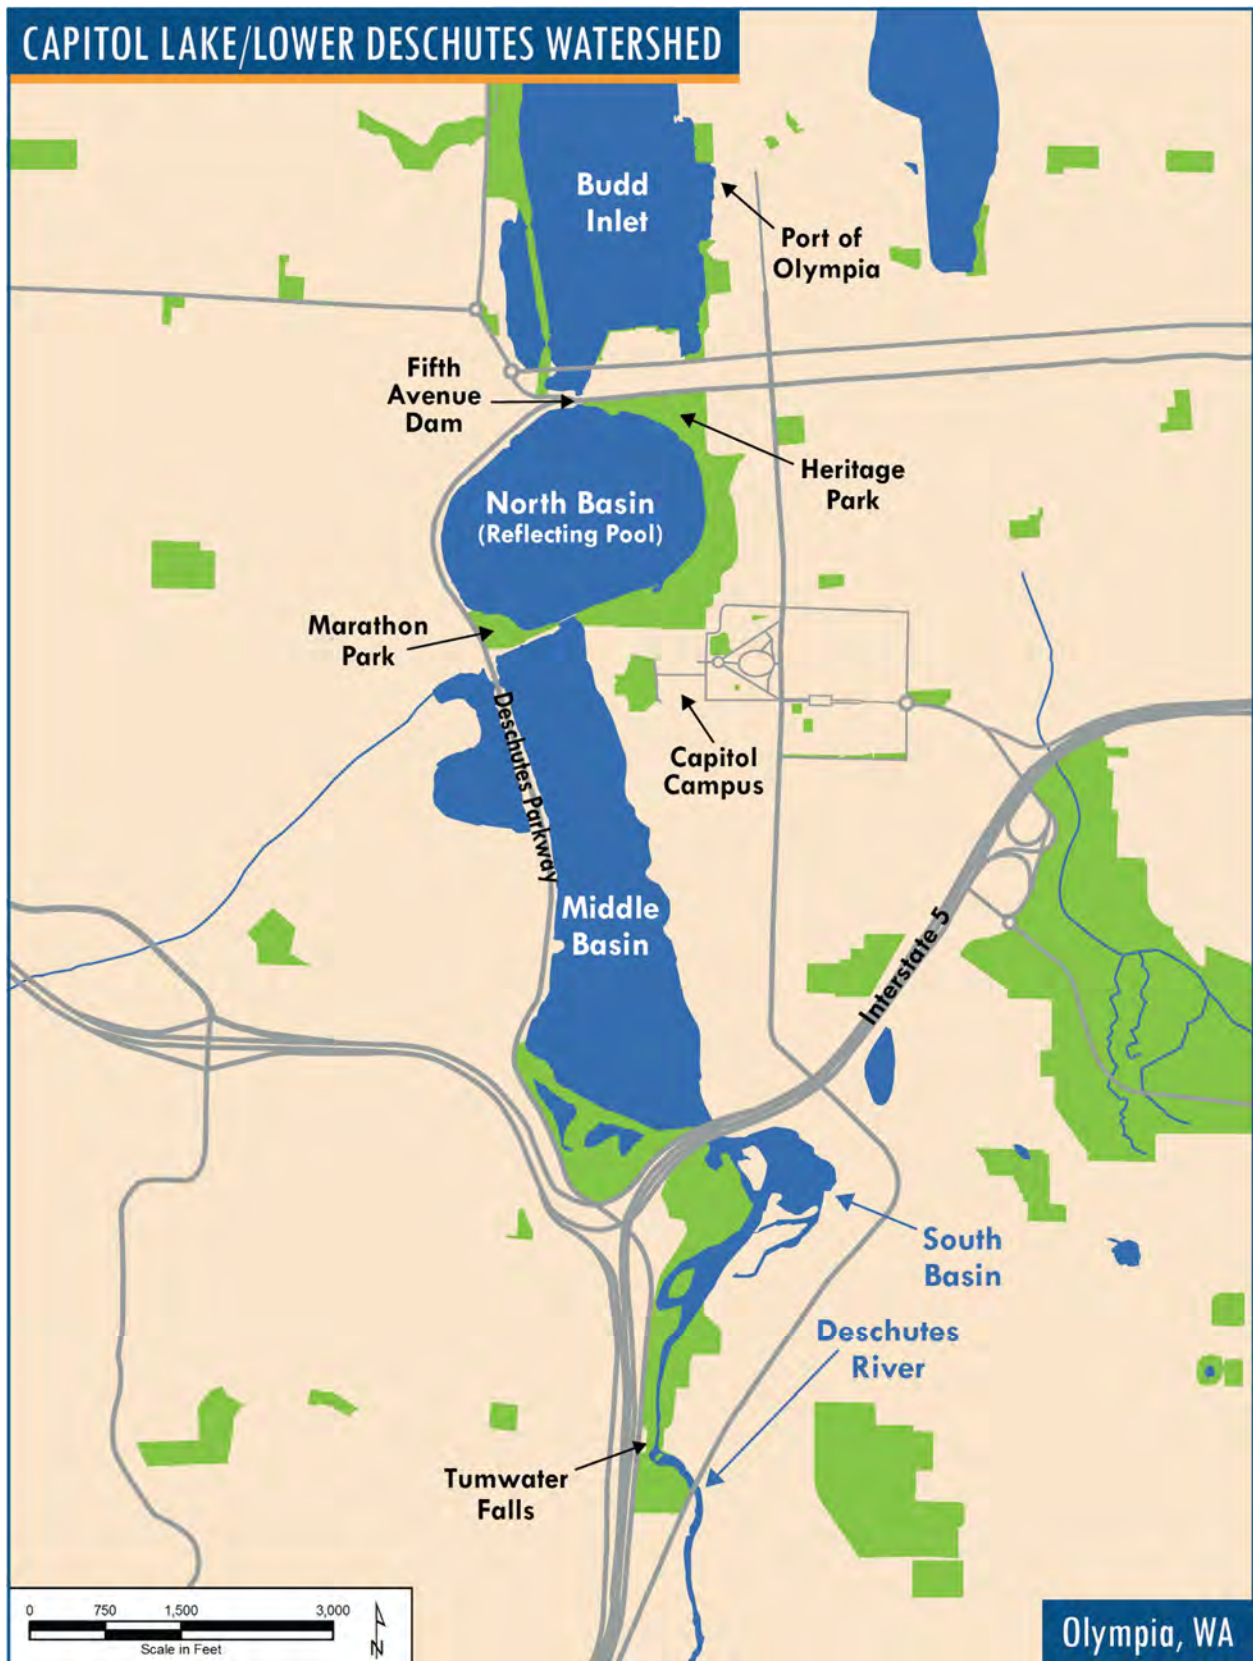 CAPITOL LAKE/LOWER DESCHUTES WATERSHED
Budd
Inlet
Port of
Olympia
Fifth
Avenue
Dam
Heritage
Park
North Basin
(Reflecting Pool)
Marathon
Park
Deschutes Parkway
Capitol
Campus
Middle
Basin
Interstate 5
South
Basin
Deschutes
River
Tumwater
Falls
0 750 1,500 3,000
Scale in Feet
N
Olympia, WA